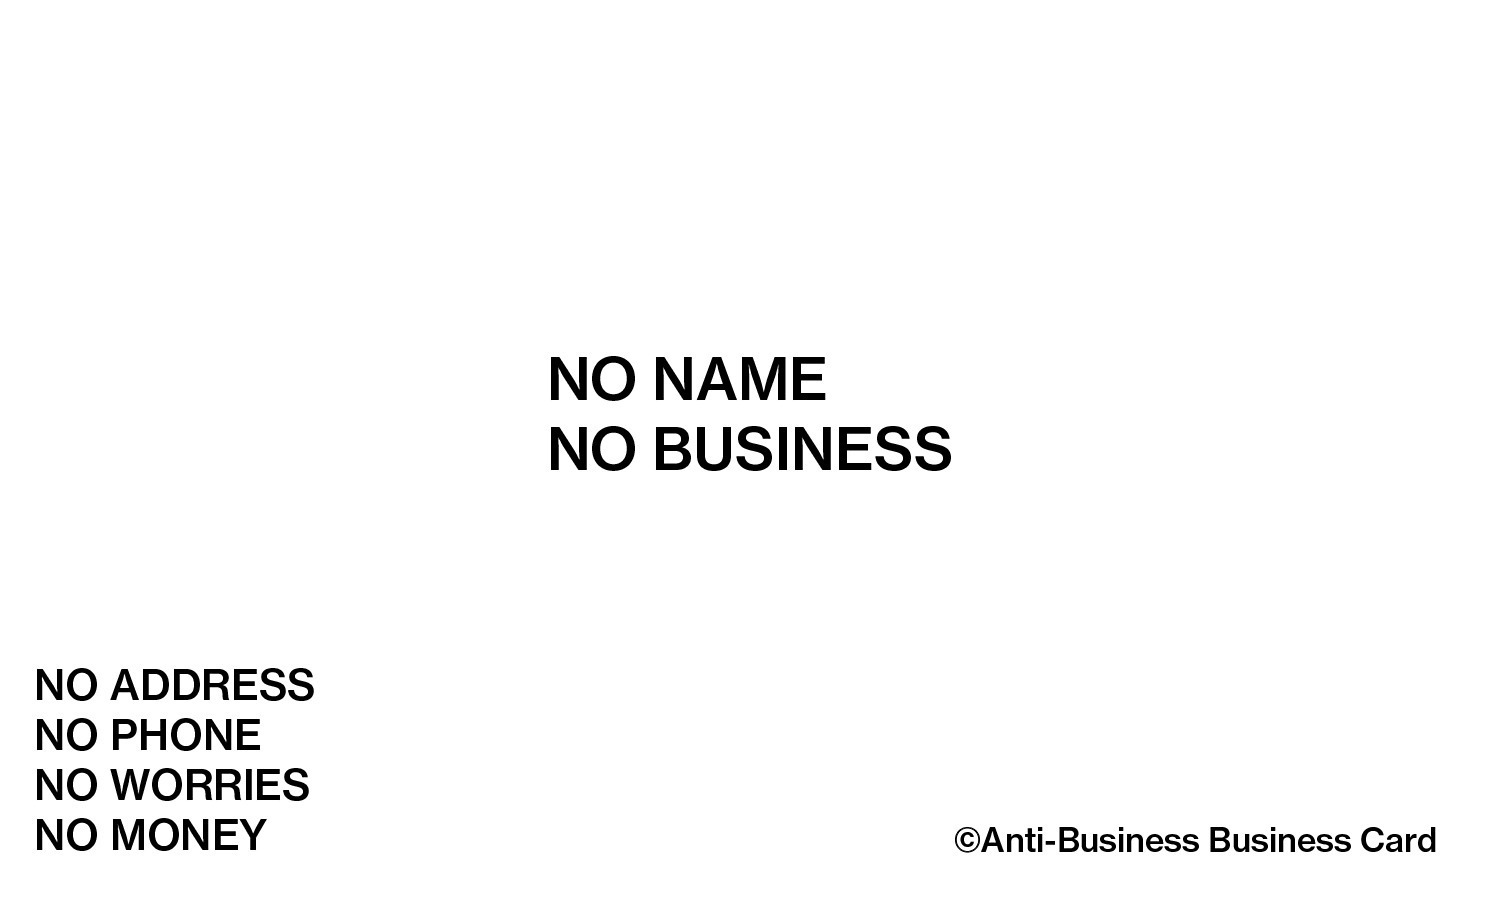 NO NAME
NO BUSINESS
NO ADDRESS
NO PHONE
NO WORRIES
NO MONEY
©Anti-Business Business Card